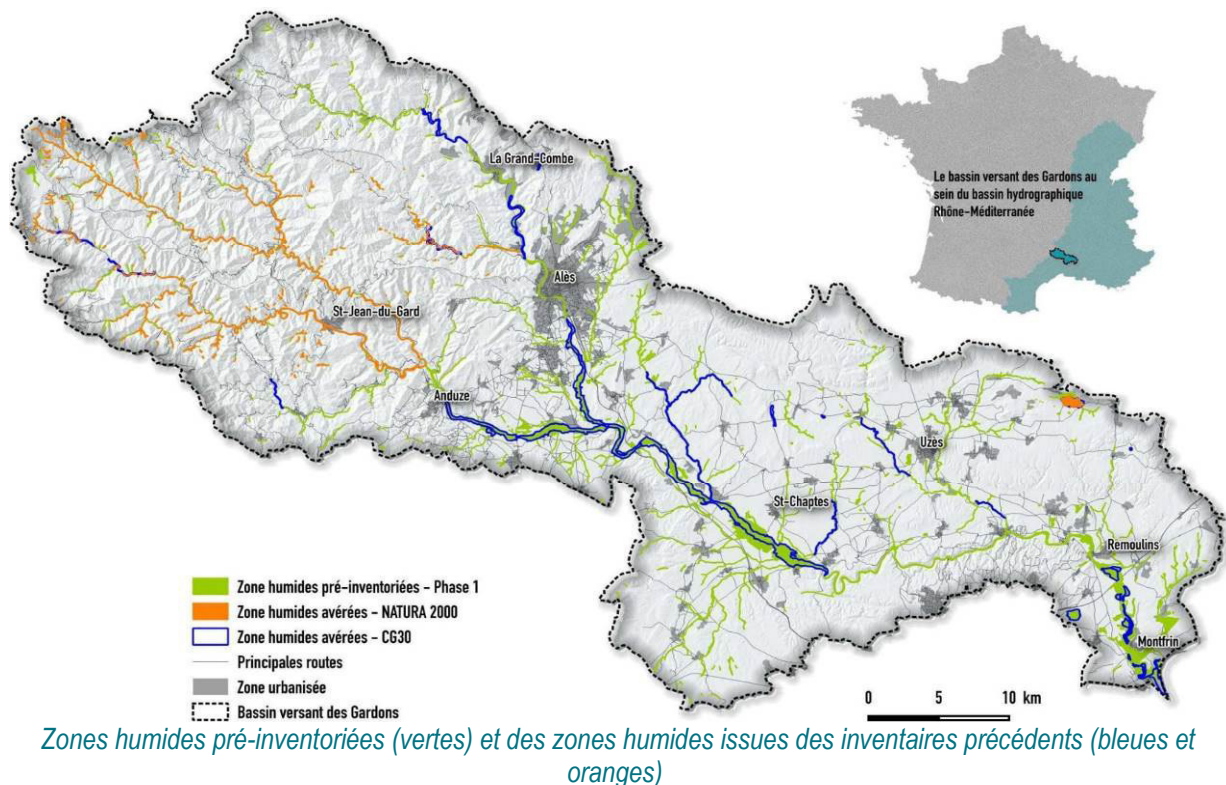 La Grand-Combe
Le bassin versant des Gardons au
sein du bassin hydrographique
Rhône-Méditerranée
Alès
St-Jean-du-Gard
Anduze
Uzès
St-Chaptes
Remoulins
Montfrin
Zone humides pré-inventoriées - Phase 1
Zone humides avérées - NATURA 2000
Zone humides avérées - CG30
Principales routes
Zone urbanisée
Bassin versant des Gardons
0 5 10 km
Zones humides pré-inventoriées (vertes) et des zones humides issues des inventaires précédents (bleues et
oranges)